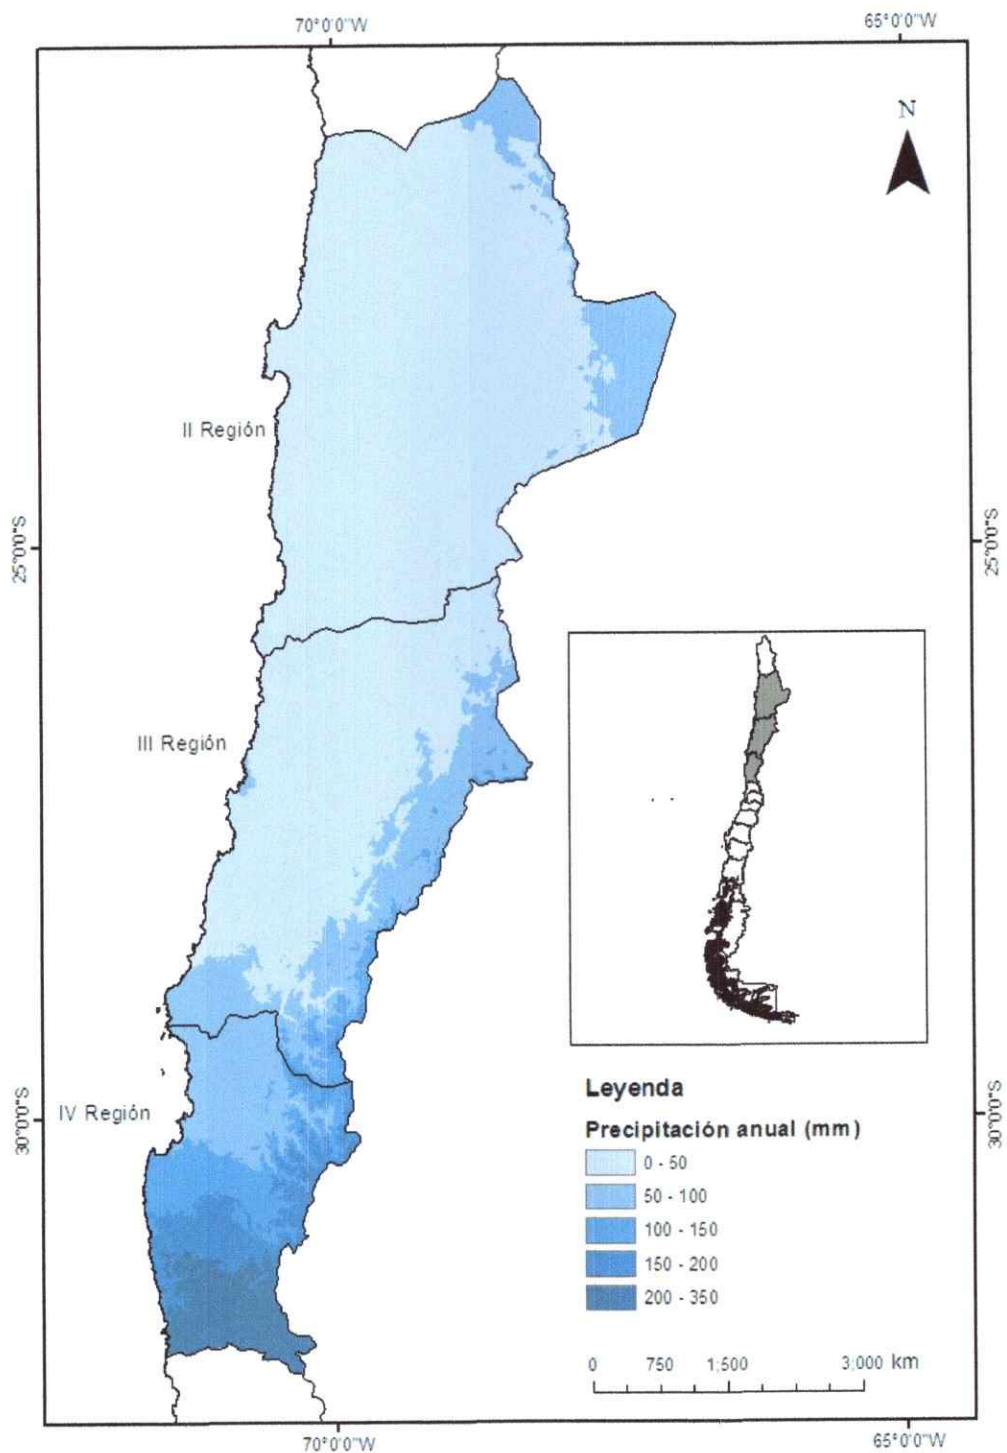 70°0'0"W 65°0'0"W
N
II Región
25°0'0"S 25°0'0"S
III Región
IV Región
30°0'0"S 30°0'0"S
Leyenda
Precipitación anual (mm)
0 - 50
50 - 100
100 - 150
150 - 200
200 - 350
0 750 1;500 3;000 km
70°0'0"W 65°0'0"W